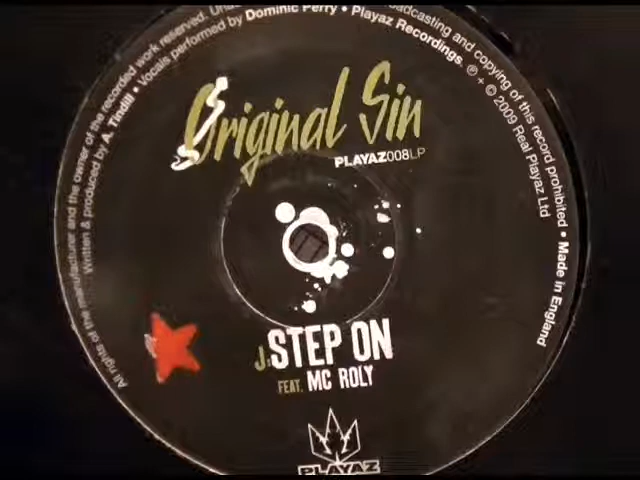 All rights of the manufacturer and the owner of the recorded work reserved.
broadcasting and copying of this record prohibited • Made in England
Written & produced by A. Tindill • Vocals performed by Dominic Perry • Playaz Recordings. ℗ + © 2009 Real Playaz Ltd
Original Sin
PLAYAZ008LP
J: STEP ON
FEAT. MC ROLY
PLAYAZ